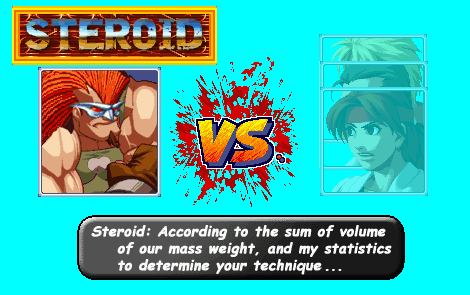 STEROID
VS.
Steroid: According to the sum of volume
of our mass weight, and my statistics
to determine your technique...